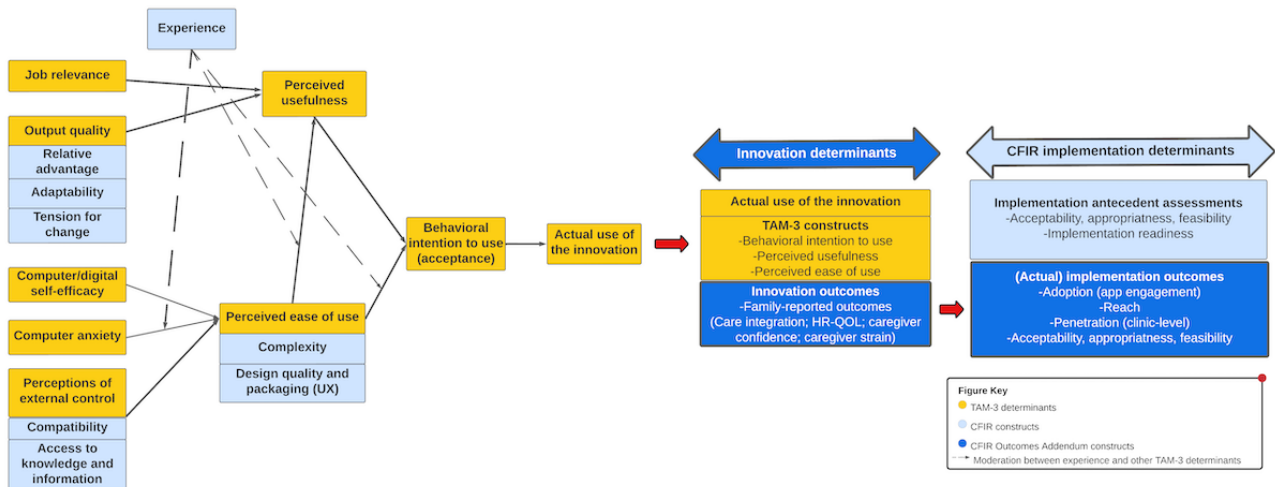 Experience
Job relevance
Perceived
usefulness
Output quality
Relative
advantage
Adaptability
Tension for
change
Computer/digital
self-efficacy
Computer anxiety
Perceptions of
external control
Compatibility
Access to
knowledge and
information
Perceived ease of use
Complexity
Design quality and
packaging (UX)
Behavioral
intention to use
(acceptance)
Actual use of
the innovation
Innovation determinants
Actual use of the innovation
TAM-3 constructs
-Behavioral intention to use
-Perceived usefulness
-Perceived ease of use
Innovation outcomes
-Family-reported outcomes
(Care integration; HR-QOL; caregiver
confidence; caregiver strain)
CFIR implementation determinants
Implementation antecedent assessments
-Acceptability, appropriatness, feasibility
-Implementation readiness
(Actual) implementation outcomes
-Adoption (app engagement)
-Reach
-Penetration (clinic-level)
-Acceptability, appropriatness, feasibility
Figure Key
TAM-3 determinants
CFIR constructs
CFIR Outcomes Addendum constructs
Moderation between experience and other TAM-3 determinants